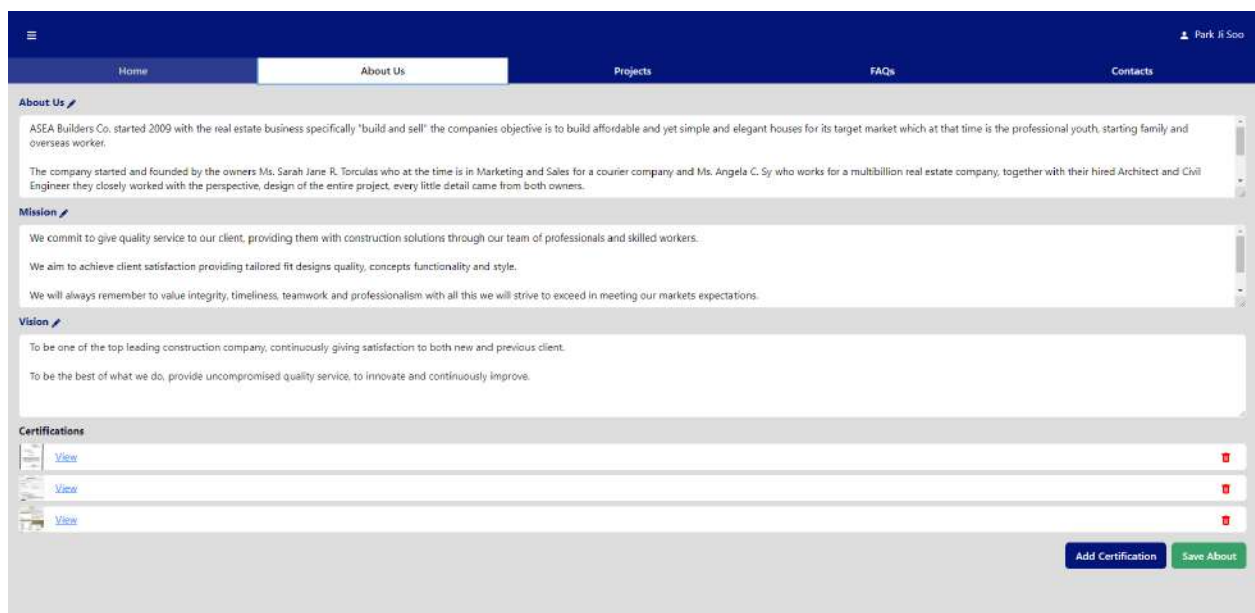 Park Ji Soo
Home About Us Projects FAQs Contacts
About Us
ASEA Builders Co. started 2009 with the real estate business specifically "build and sell" the companies objective is to build affordable and yet simple and elegant houses for its target market which at that time is the professional youth, starting family and
overseas worker.
The company started and founded by the owners Ms. Sarah Jane R. Torculas who at the time is in Marketing and Sales for a courier company and Ms. Angela C. Sy who works for a multibillion real estate company, together with their hired Architect and Civil
Engineer they closely worked with the perspective, design of the entire project, every little detail came from both owners.
Mission
We commit to give quality service to our client, providing them with construction solutions through our team of professionals and skilled workers.
We aim to achieve client satisfaction providing tailored fit designs quality, concepts functionality and style.
We will always remember to value integrity, timeliness, teamwork and professionalism with all this we will strive to exceed in meeting our markets expectations.
Vision
To be one of the top leading construction company, continuously giving satisfaction to both new and previous client.
To be the best of what we do, provide uncompromised quality service, to innovate and continuously improve.
Certifications
View
View
View
Add Certification Save About